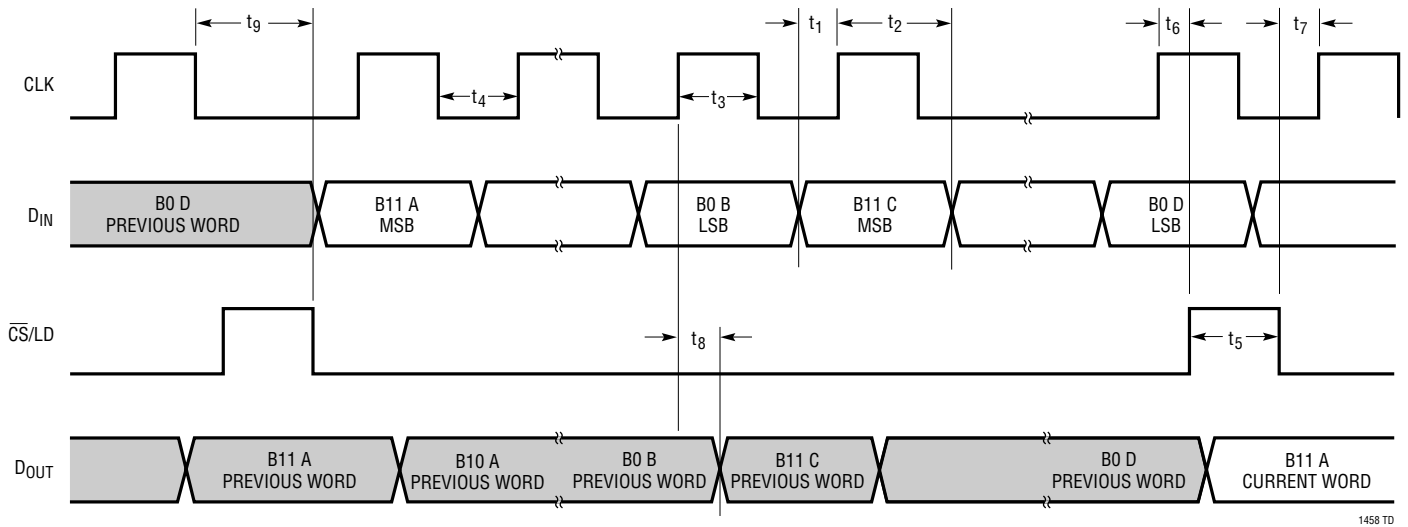 t9
t1
t2
t6
t7
CLK
t4
t3
DIN
B0 D
PREVIOUS WORD
B11 A
MSB
B0 B
LSB
B11 C
MSB
B0 D
LSB
CS/LD
t8
t5
DOUT
B11 A
PREVIOUS WORD
B10 A
PREVIOUS WORD
B0 B
PREVIOUS WORD
B11 C
PREVIOUS WORD
B0 D
PREVIOUS WORD
B11 A
CURRENT WORD
1458 TD